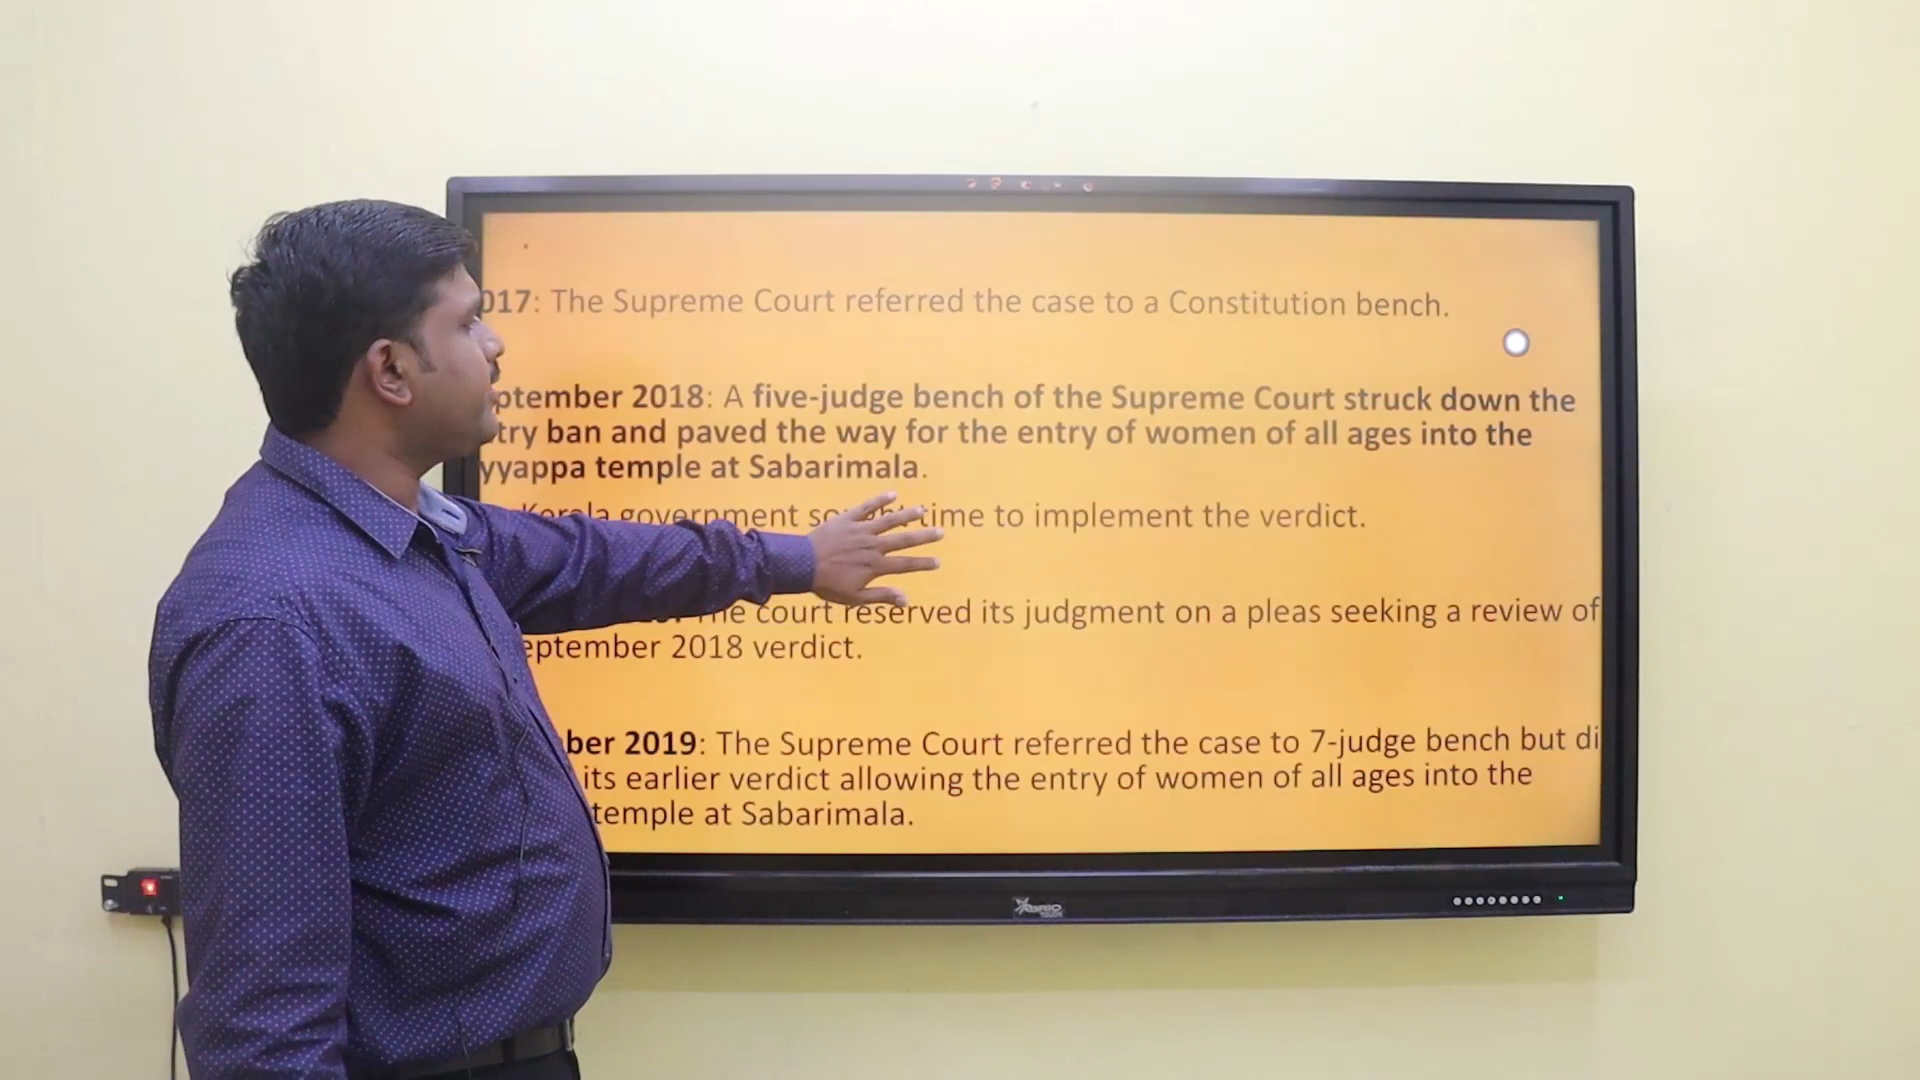 017: The Supreme Court referred the case to a Constitution bench.
ptember 2018: A five-judge bench of the Supreme Court struck down the
try ban and paved the way for the entry of women of all ages into the
yyappa temple at Sabarimala.
Kerala government sought time to implement the verdict.
The court reserved its judgment on a pleas seeking a review of
eptember 2018 verdict.
ber 2019: The Supreme Court referred the case to 7-judge bench but di
its earlier verdict allowing the entry of women of all ages into the
temple at Sabarimala.